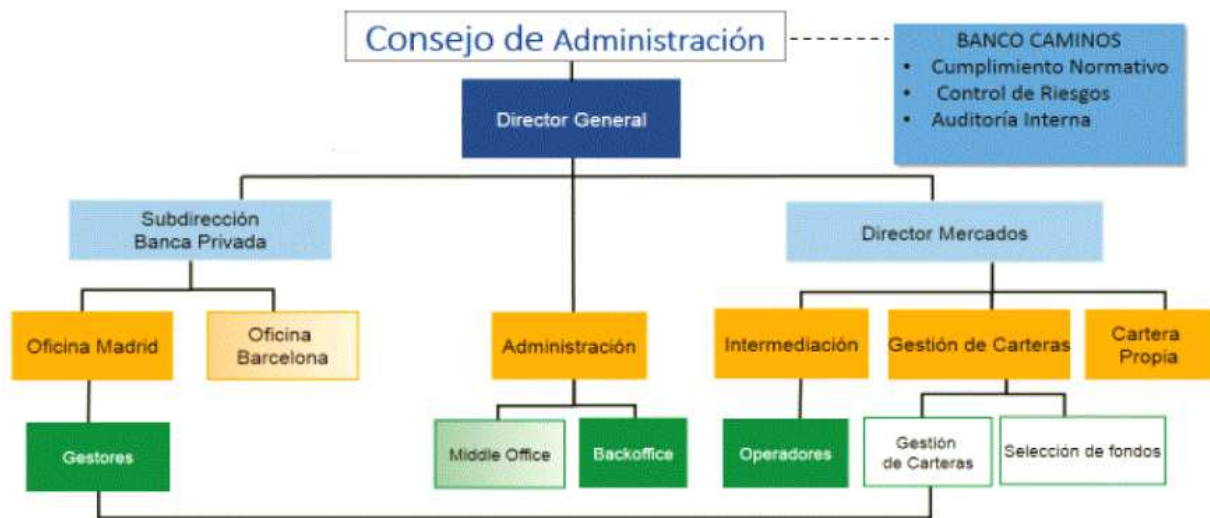 Consejo de Administración
BANCO CAMINOS
• Cumplimiento Normativo
• Control de Riesgos
• Auditoría Interna
Director General
Subdirección
Banca Privada
Director Mercados
Oficina Madrid
Oficina
Barcelona
Administración
Intermediación
Gestión de Carteras
Cartera
Propia
Gestores
Middle Office
Backoffice
Operadores
Gestión
de Carteras
Selección de fondos